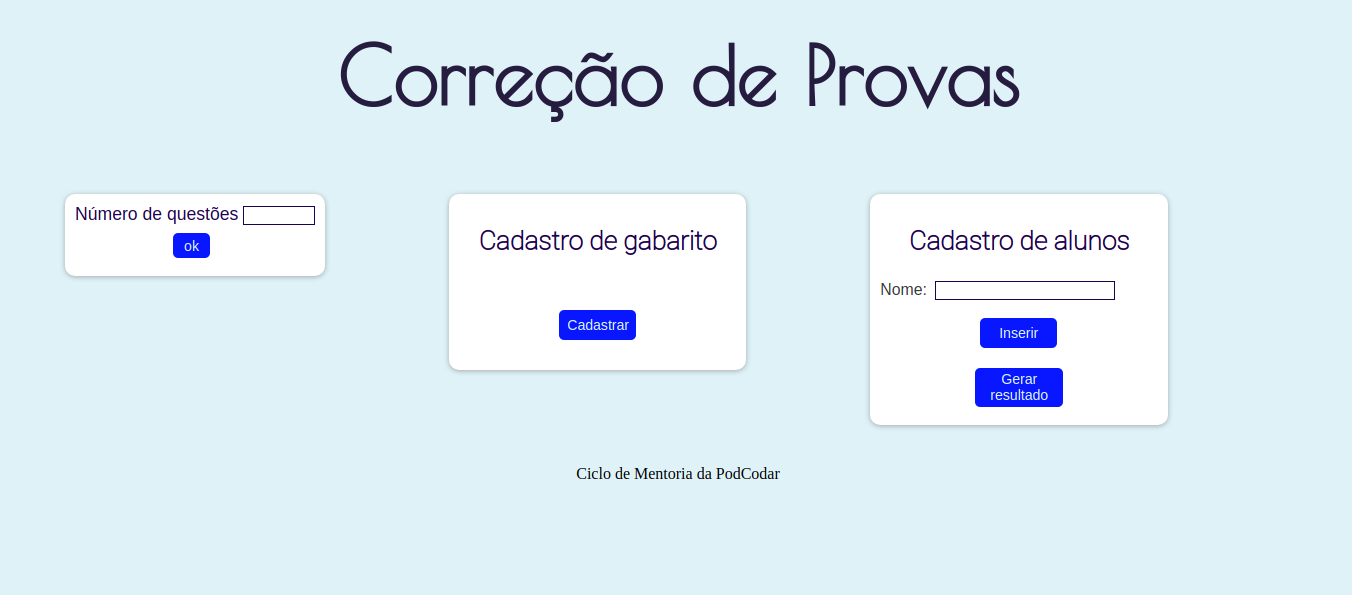 Correção de Provas
Número de questões
ok
Cadastro de gabarito
Cadastrar
Cadastro de alunos
Nome:
Inserir
Gerar
resultado
Ciclo de Mentoria da PodCodar